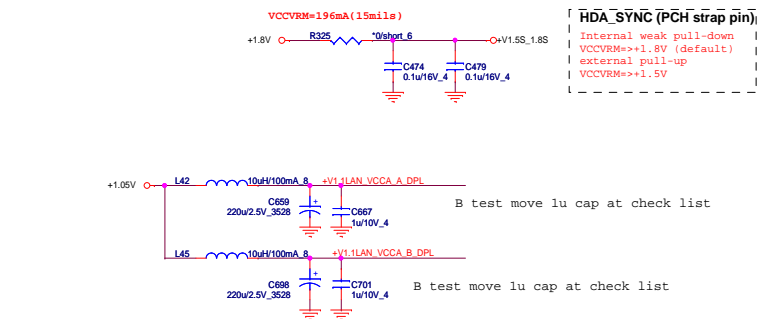 VCCVRM=196mA(15mils)
HDA_SYNC (PCH strap pin)
Internal weak pull-down
VCCVRM=>+1.8V (default)
external pull-up
VCCVRM=>+1.5V
+1.8V R325 *0/short_6 +V1.5S_1.8S
C474 C479
0.1u/16V_4 0.1u/16V_4
+1.05V L42 10uH/100mA_8 +V1.1LAN_VCCA_A_DPL
C659
220u/2.5V_3528
C667
1u/10V_4
B test move 1u cap at check list
L45 10uH/100mA_8 +V1.1LAN_VCCA_B_DPL
C698
220u/2.5V_3528
C701
1u/10V_4
B test move 1u cap at check list